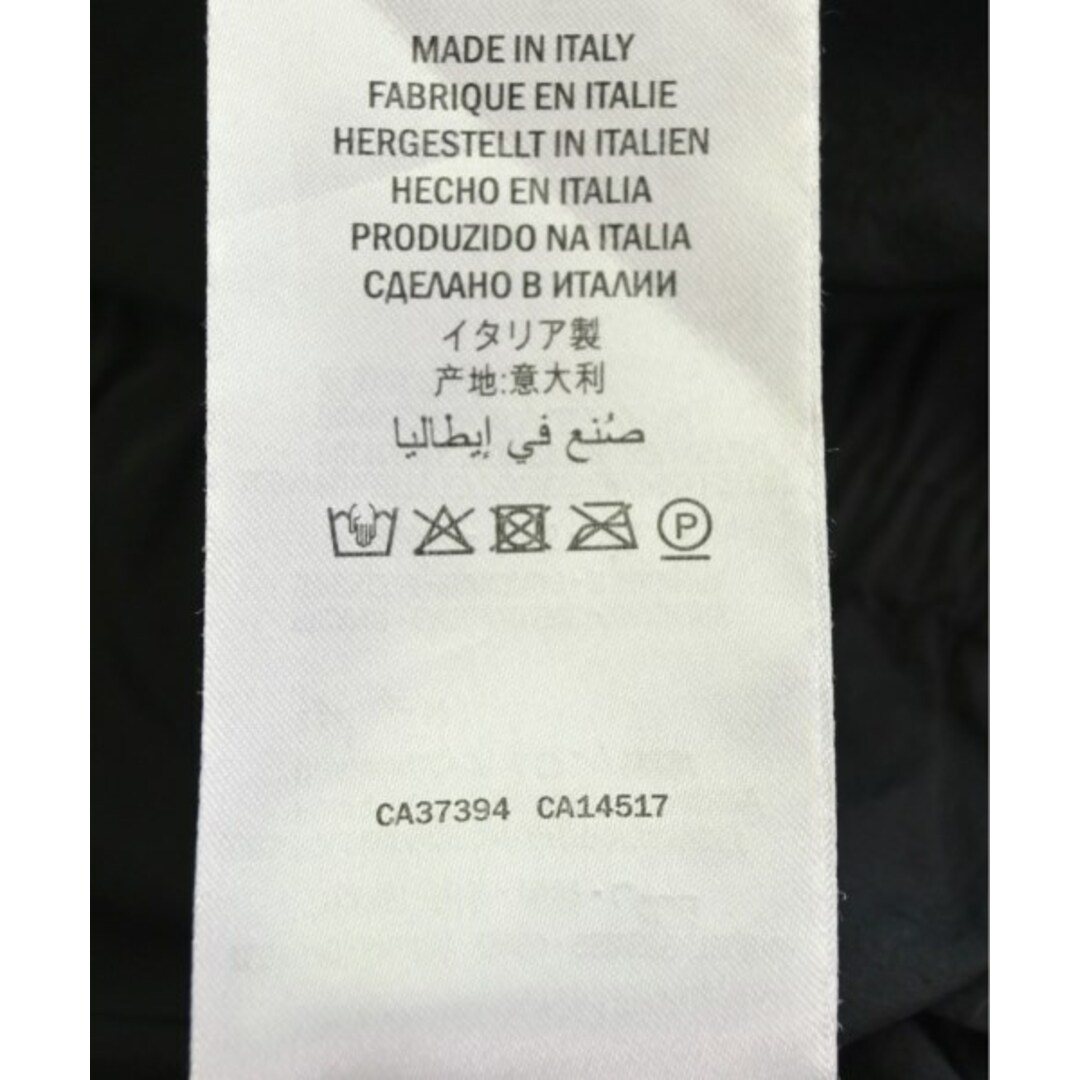 MADE IN ITALY
FABRIQUE EN ITALIE
HERGESTELLT IN ITALIEN
HECHO EN ITALIA
PRODUZIDO NA ITALIA
СДЕЛАНО В ИТАЛИИ
イタリア製
产地:意大利
صُنع في إيطاليا
P
CA37394 CA14517